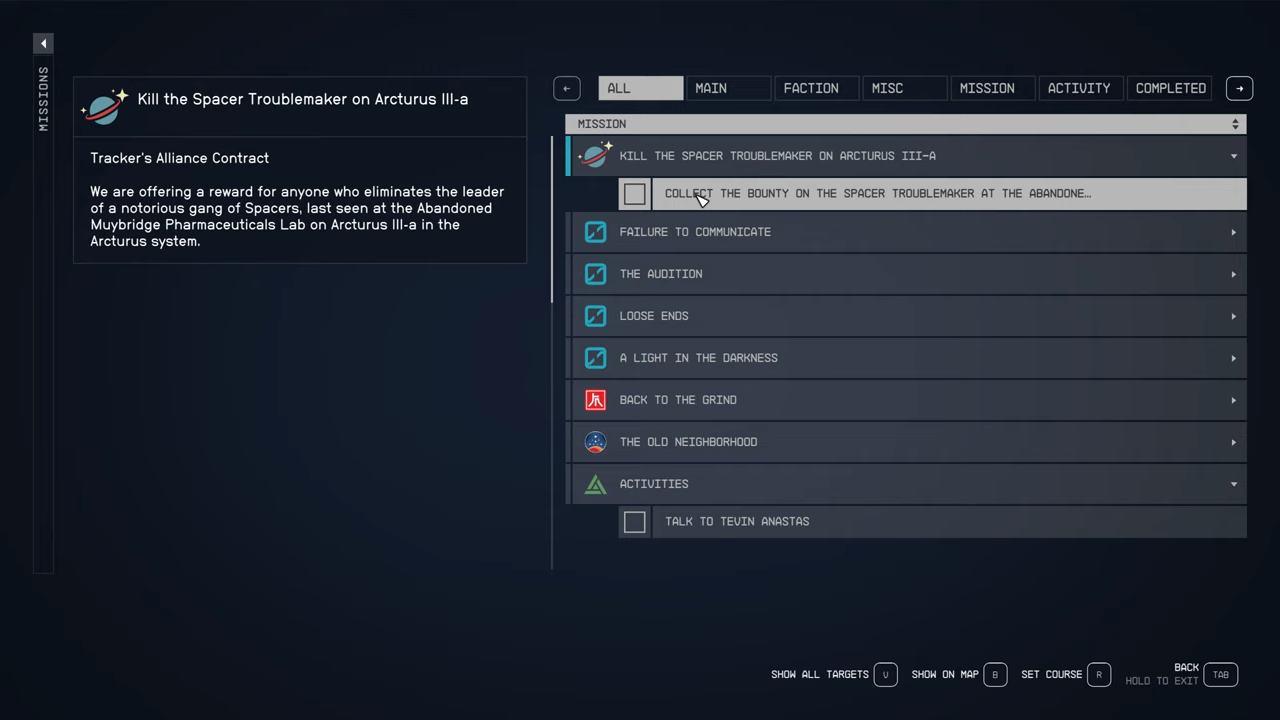 MISSIONS
Kill the Spacer Troublemaker on Arcturus III-a
Tracker's Alliance Contract
We are offering a reward for anyone who eliminates the leader
of a notorious gang of Spacers, last seen at the Abandoned
Muybridge Pharmaceuticals Lab on Arcturus III-a in the
Arcturus system.
ALL
MAIN
FACTION
MISC
MISSION
ACTIVITY
COMPLETED
MISSION
KILL THE SPACER TROUBLEMAKER ON ARCTURUS III-A
COLLECT THE BOUNTY ON THE SPACER TROUBLEMAKER AT THE ABANDONE...
FAILURE TO COMMUNICATE
THE AUDITION
LOOSE ENDS
A LIGHT IN THE DARKNESS
BACK TO THE GRIND
THE OLD NEIGHBORHOOD
ACTIVITIES
TALK TO TEVIN ANASTAS
SHOW ALL TARGETS V
SHOW ON MAP B
SET COURSE R
BACK
HOLD TO EXIT TAB